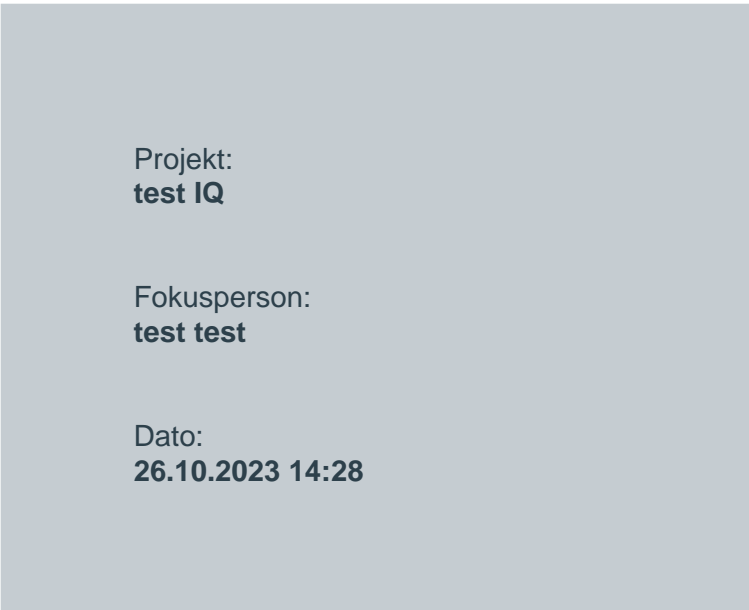 Projekt:
test IQ
Fokusperson:
test test
Dato:
26.10.2023 14:28